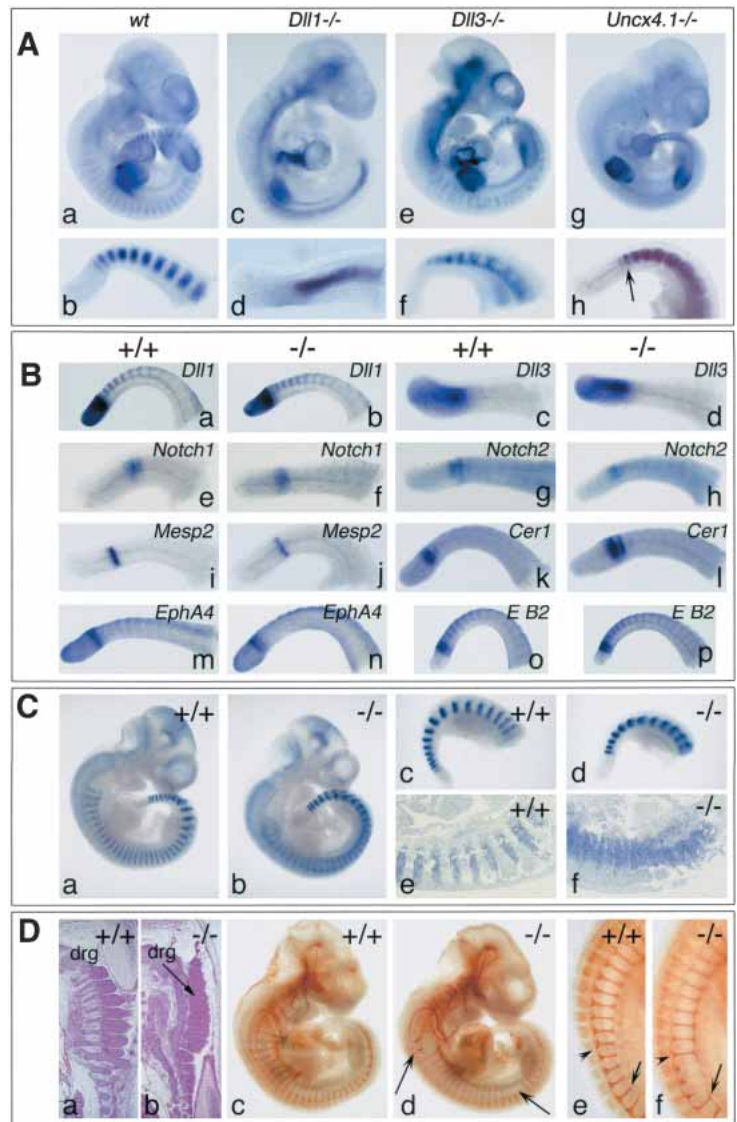 wt Dll1-/- Dll3-/- Uncx4.1-/-
A
a c e g
b d f h
+/+ -/- +/+ -/-
B
Dll1 Dll1 Dll3 Dll3
a b c d
Notch1 Notch1 Notch2 Notch2
e f g h
Mesp2 Mesp2 Cer1 Cer1
i j k l
EphA4 EphA4 E B2 E B2
m n o p
C
+/+ -/- +/+ -/-
c d
+/+ -/-
a b e f
D
+/+ -/- +/+ -/- +/+ -/-
drg drg
a b c d e f